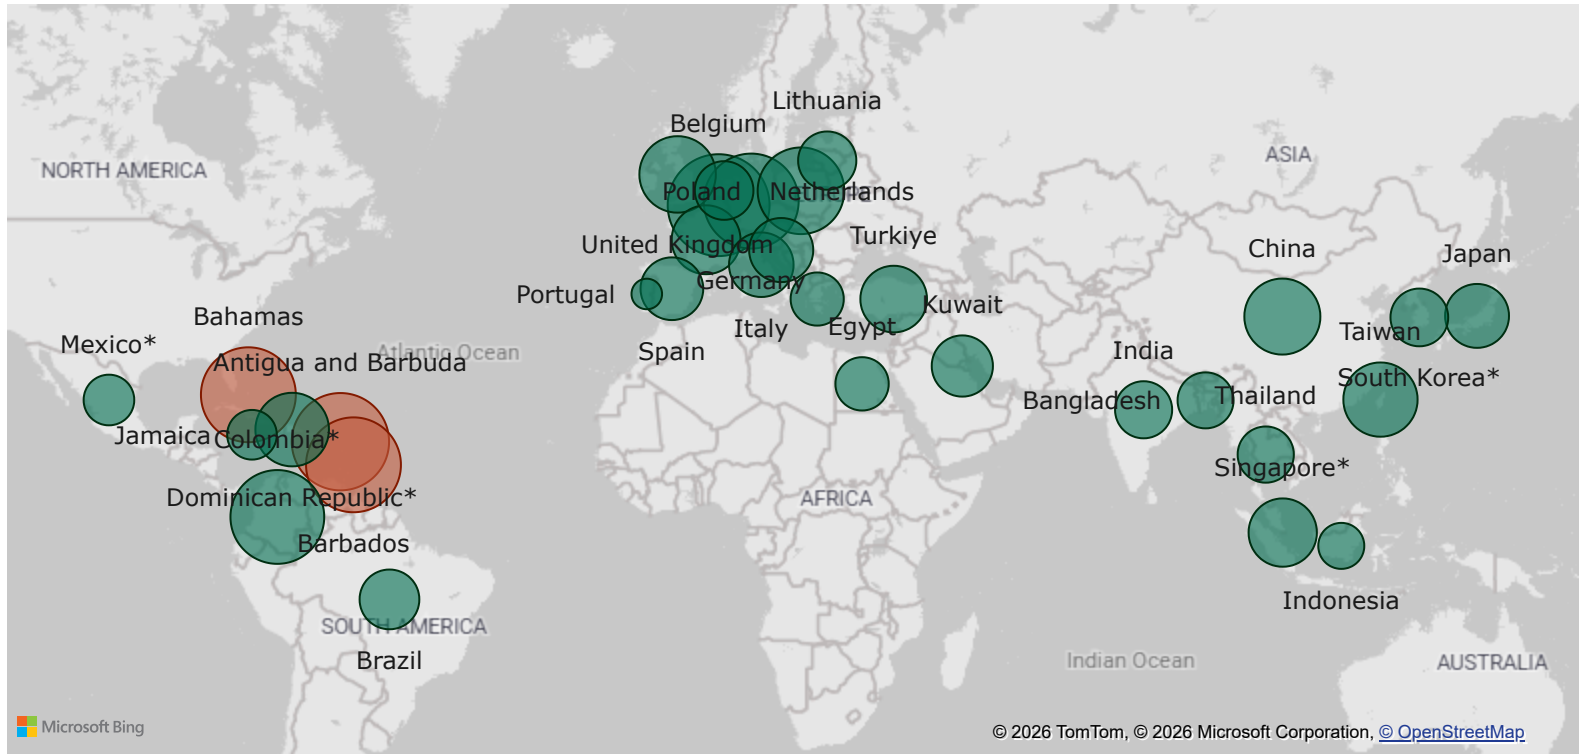 Lithuania
Belgium
NORTH AMERICA
ASIA
Poland
Netherlands
Turkiye
United Kingdom
China
Japan
Germany
Portugal
Kuwait
Bahamas
Italy
Egypt
Taiwan
Mexico*
Atlantic Ocean
Spain
India
Antigua and Barbuda
South Korea*
Bangladesh
Thailand
Jamaica
Colombia*
Singapore*
Dominican Republic*
AFRICA
Barbados
Indonesia
SOUTH AMERICA
Brazil
Indian Ocean
AUSTRALIA
Microsoft Bing
© 2026 TomTom, © 2026 Microsoft Corporation, © OpenStreetMap